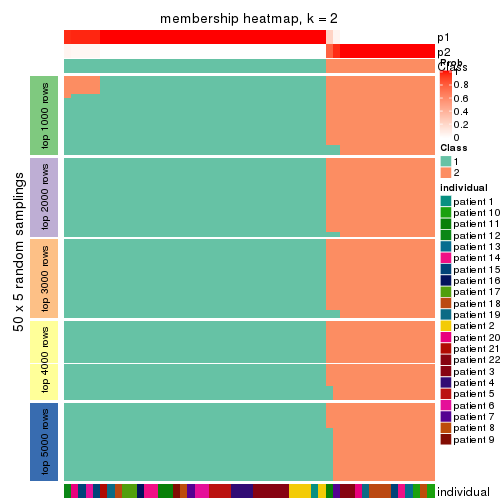 membership heatmap, k = 2
p1
p2
Class
Prob
1
0.8
0.6
0.4
0.2
0
Class
1
2
individual
patient 1
patient 10
patient 11
patient 12
patient 13
patient 14
patient 15
patient 16
patient 17
patient 18
patient 19
patient 2
patient 20
patient 21
patient 22
patient 3
patient 4
patient 5
patient 6
patient 7
patient 8
patient 9
50 x 5 random samplings
top 1000 rows
top 2000 rows
top 3000 rows
top 4000 rows
top 5000 rows
individual